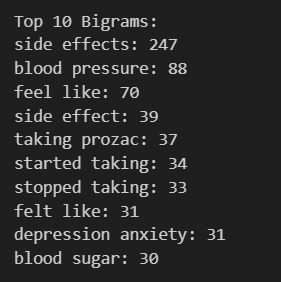 Top 10 Bigrams:
side effects: 247
blood pressure: 88
feel like: 70
side effect: 39
taking prozac: 37
started taking: 34
stopped taking: 33
felt like: 31
depression anxiety: 31
blood sugar: 30